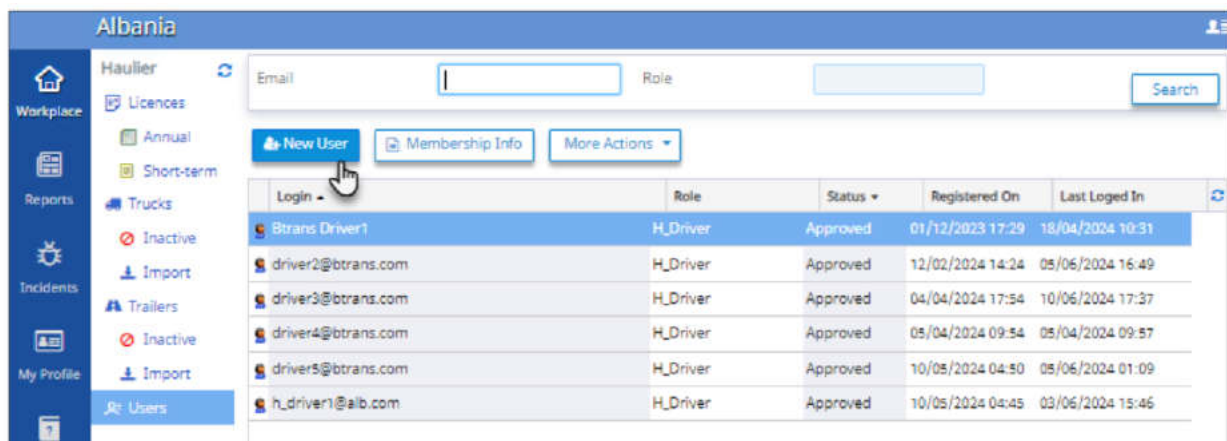 Albania
Workplace
Reports
Incidents
My Profile
Haulier
Licences
Annual
Short-term
Trucks
Inactive
Import
Trailers
Inactive
Import
Users
Email Role Search
New User Membership Info More Actions
Login Role Status Registered On Last Loged In
Btrans Driver1 H_Driver Approved 01/12/2023 17:29 18/04/2024 10:31
driver2@btrans.com H_Driver Approved 12/02/2024 14:24 05/06/2024 16:49
driver3@btrans.com H_Driver Approved 04/04/2024 17:54 10/06/2024 17:37
driver4@btrans.com H_Driver Approved 05/04/2024 09:54 05/04/2024 09:57
driver5@btrans.com H_Driver Approved 10/05/2024 04:50 05/06/2024 01:09
h_driver1@alb.com H_Driver Approved 10/05/2024 04:45 03/06/2024 15:46